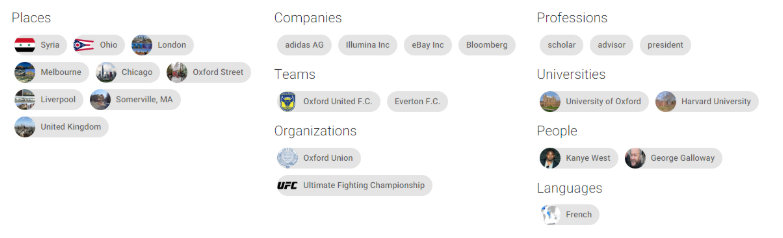 Places
Syria
Ohio
London
Melbourne
Chicago
Oxford Street
Liverpool
Somerville, MA
United Kingdom
Companies
adidas AG
Illumina Inc
eBay Inc
Bloomberg
Teams
Oxford United F.C.
Everton F.C.
Organizations
Oxford Union
UFC Ultimate Fighting Championship
Professions
scholar
advisor
president
Universities
University of Oxford
Harvard University
People
Kanye West
George Galloway
Languages
French